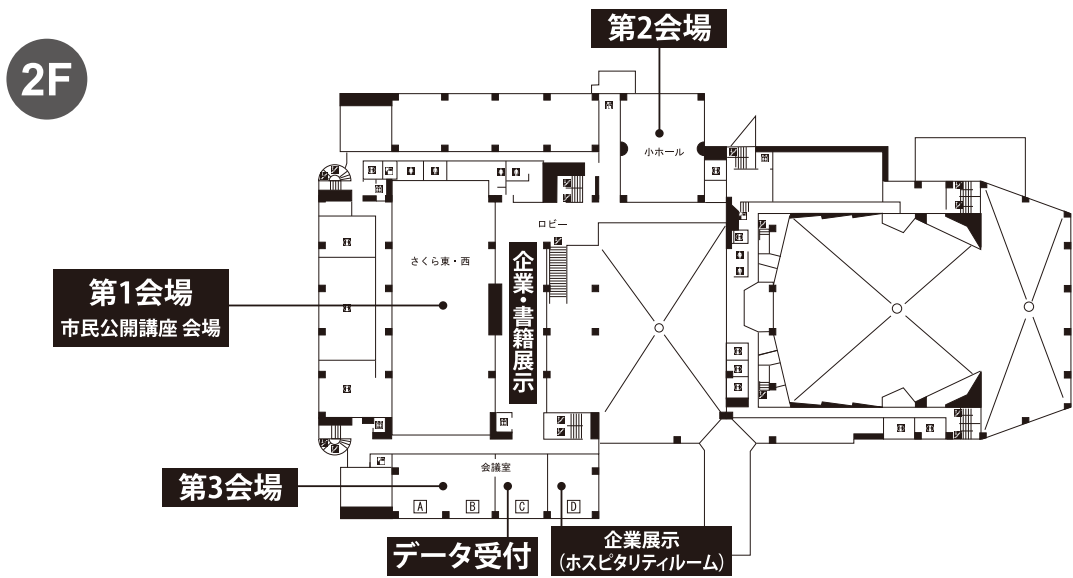 2F
第2会場
小ホール
ロビー
さくら東・西
第1会場
市民公開講座 会場
企業・書籍展示
会議室
第3会場
A
B
C
D
データ受付
企業展示
(ホスピタリティルーム)